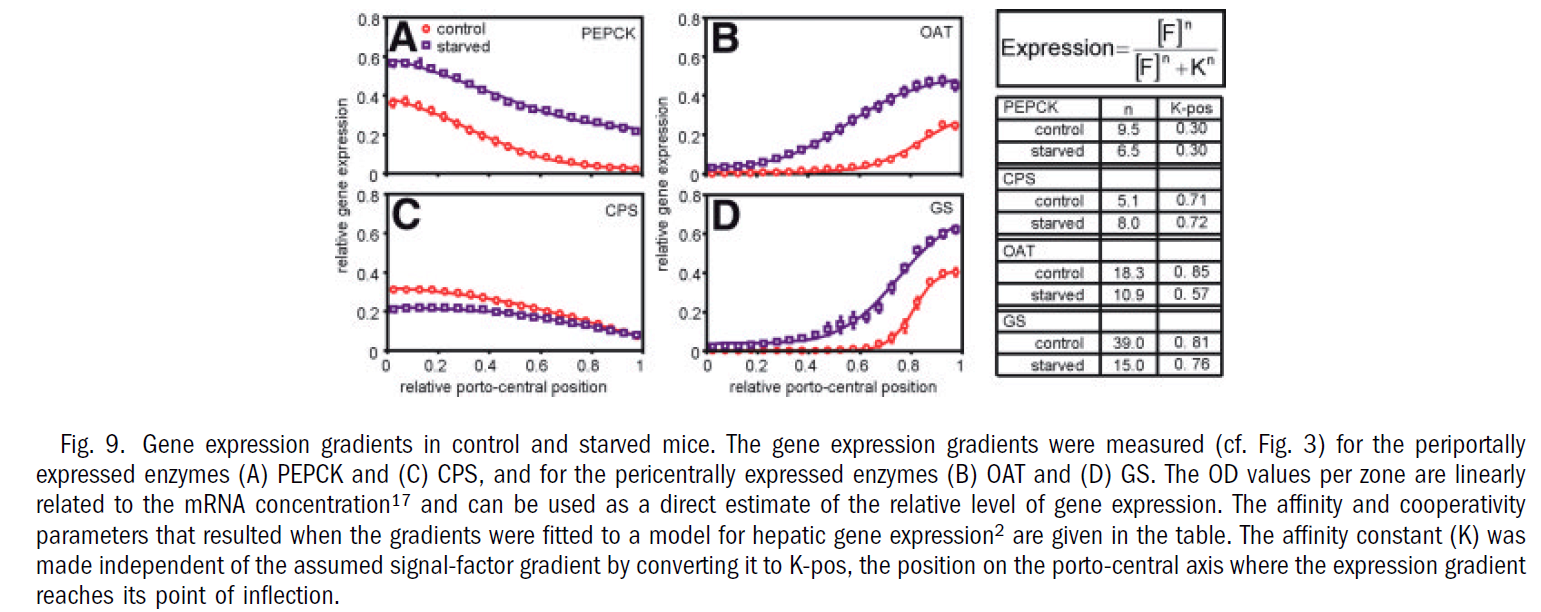 0.8
0.6
0.4
0.2
0
A
control
starved
PEPCK
0.8
0.6
0.4
0.2
0
B
OAT
0.8
0.6
0.4
0.2
0
C
CPS
0 0.2 0.4 0.6 0.8 1
relative porto-central position
0.8
0.6
0.4
0.2
0
D
GS
0 0.2 0.4 0.6 0.8 1
relative porto-central position
relative gene expression
relative gene expression
Expression= [F]ⁿ
[F]ⁿ +Kⁿ
PEPCK n K-pos
control 9.5 0.30
starved 6.5 0.30
CPS
control 5.1 0.71
starved 8.0 0.72
OAT
control 18.3 0. 85
starved 10.9 0. 57
GS
control 39.0 0. 81
starved 15.0 0. 76
Fig. 9. Gene expression gradients in control and starved mice. The gene expression gradients were measured (cf. Fig. 3) for the periportally
expressed enzymes (A) PEPCK and (C) CPS, and for the pericentrally expressed enzymes (B) OAT and (D) GS. The OD values per zone are linearly
related to the mRNA concentration¹⁷ and can be used as a direct estimate of the relative level of gene expression. The affinity and cooperativity
parameters that resulted when the gradients were fitted to a model for hepatic gene expression² are given in the table. The affinity constant (K) was
made independent of the assumed signal-factor gradient by converting it to K-pos, the position on the porto-central axis where the expression gradient
reaches its point of inflection.